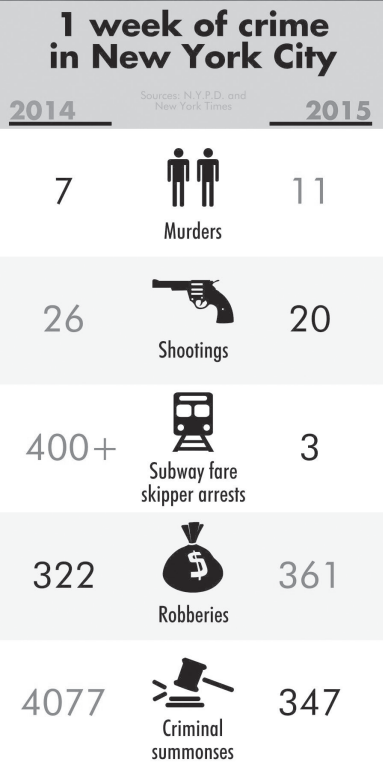 1 week of crime
in New York City
Sources: N.Y.P.D. and
New York Times
2014
2015
7
11
Murders
26
20
Shootings
400+
3
Subway fare
skipper arrests
322
361
Robberies
$
4077
347
Criminal
summonses